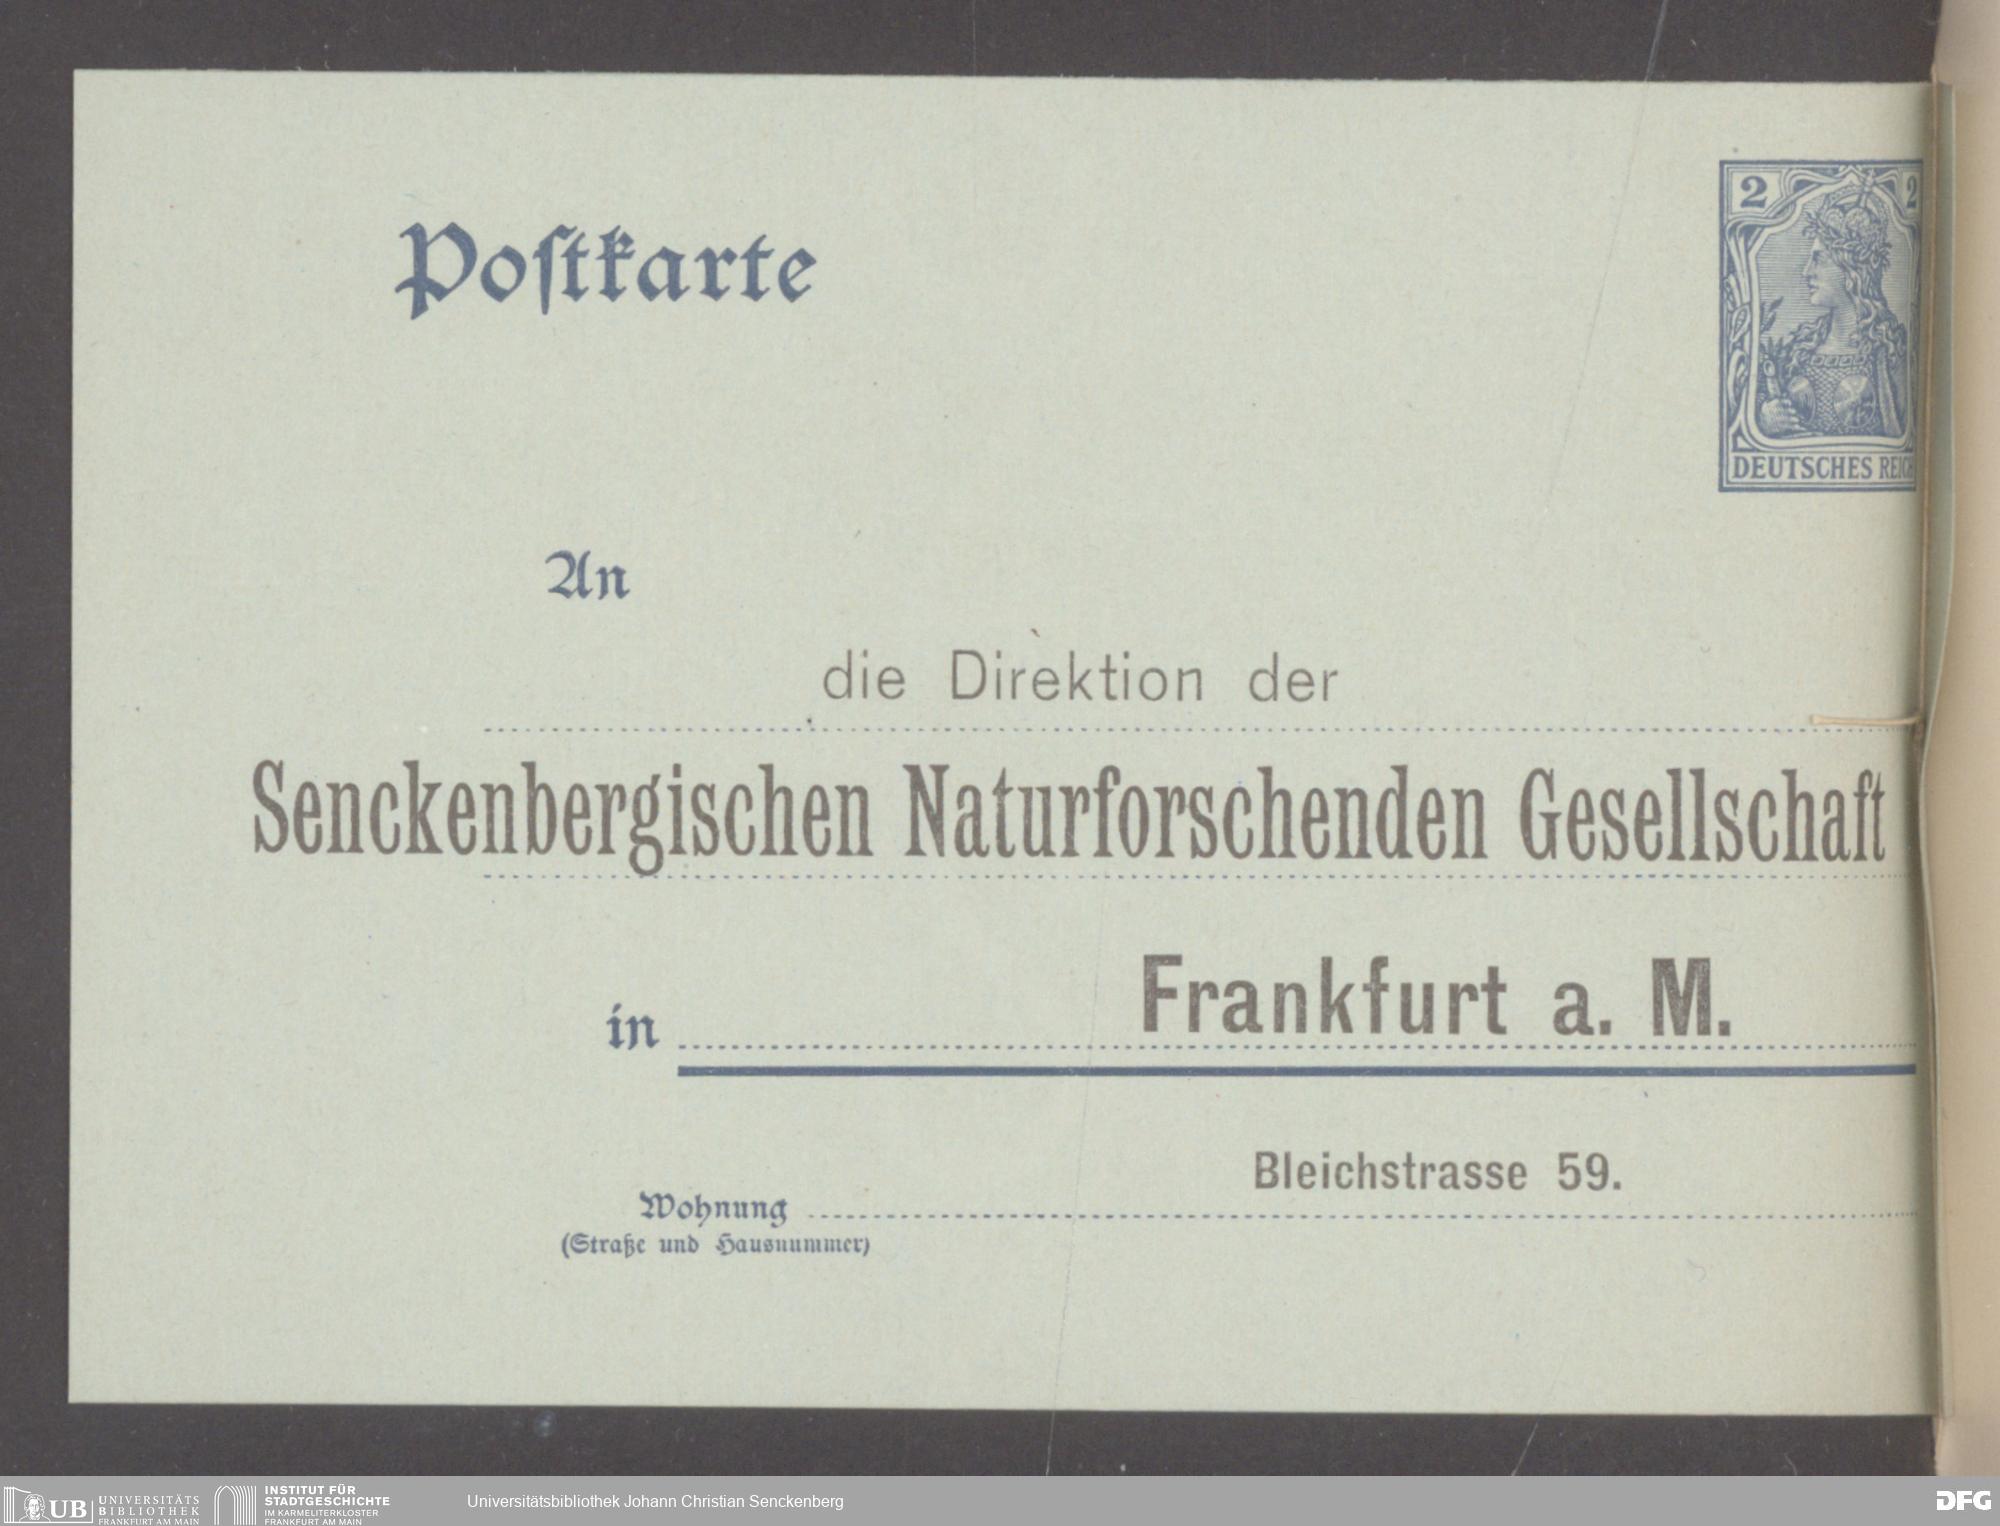 Poſtkarte
2 2
DEUTSCHES REICH
An
die Direktion der
Senckenbergischen Naturforschenden Gesellschaft
in Frankfurt a. M.
Bleichstrasse 59.
Wohnung
(Straße und Hausnummer)
UB UNIVERSITÄTS BIBLIOTHEK FRANKFURT AM MAIN
INSTITUT FÜR STADTGESCHICHTE IM KARMELITERKLOSTER FRANKFURT AM MAIN
Universitätsbibliothek Johann Christian Senckenberg
DFG